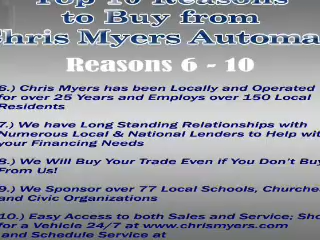 Top 10 Reasons
to Buy from
Chris Myers Automa
Reasons 6 - 10
6.) Chris Myers has been Locally and Operated
for over 25 Years and Employs over 150 Local
Residents
7.) We have Long Standing Relationships with
Numerous Local & National Lenders to Help wit
your Financing Needs
8.) We Will Buy Your Trade Even if You Don't Buy
From Us!
9.) We Sponsor over 77 Local Schools, Churche
and Civic Organizations
10.) Easy Access to both Sales and Service; Sho
for a Vehicle 24/7 at www.chrismyers.com
and Schedule Service at